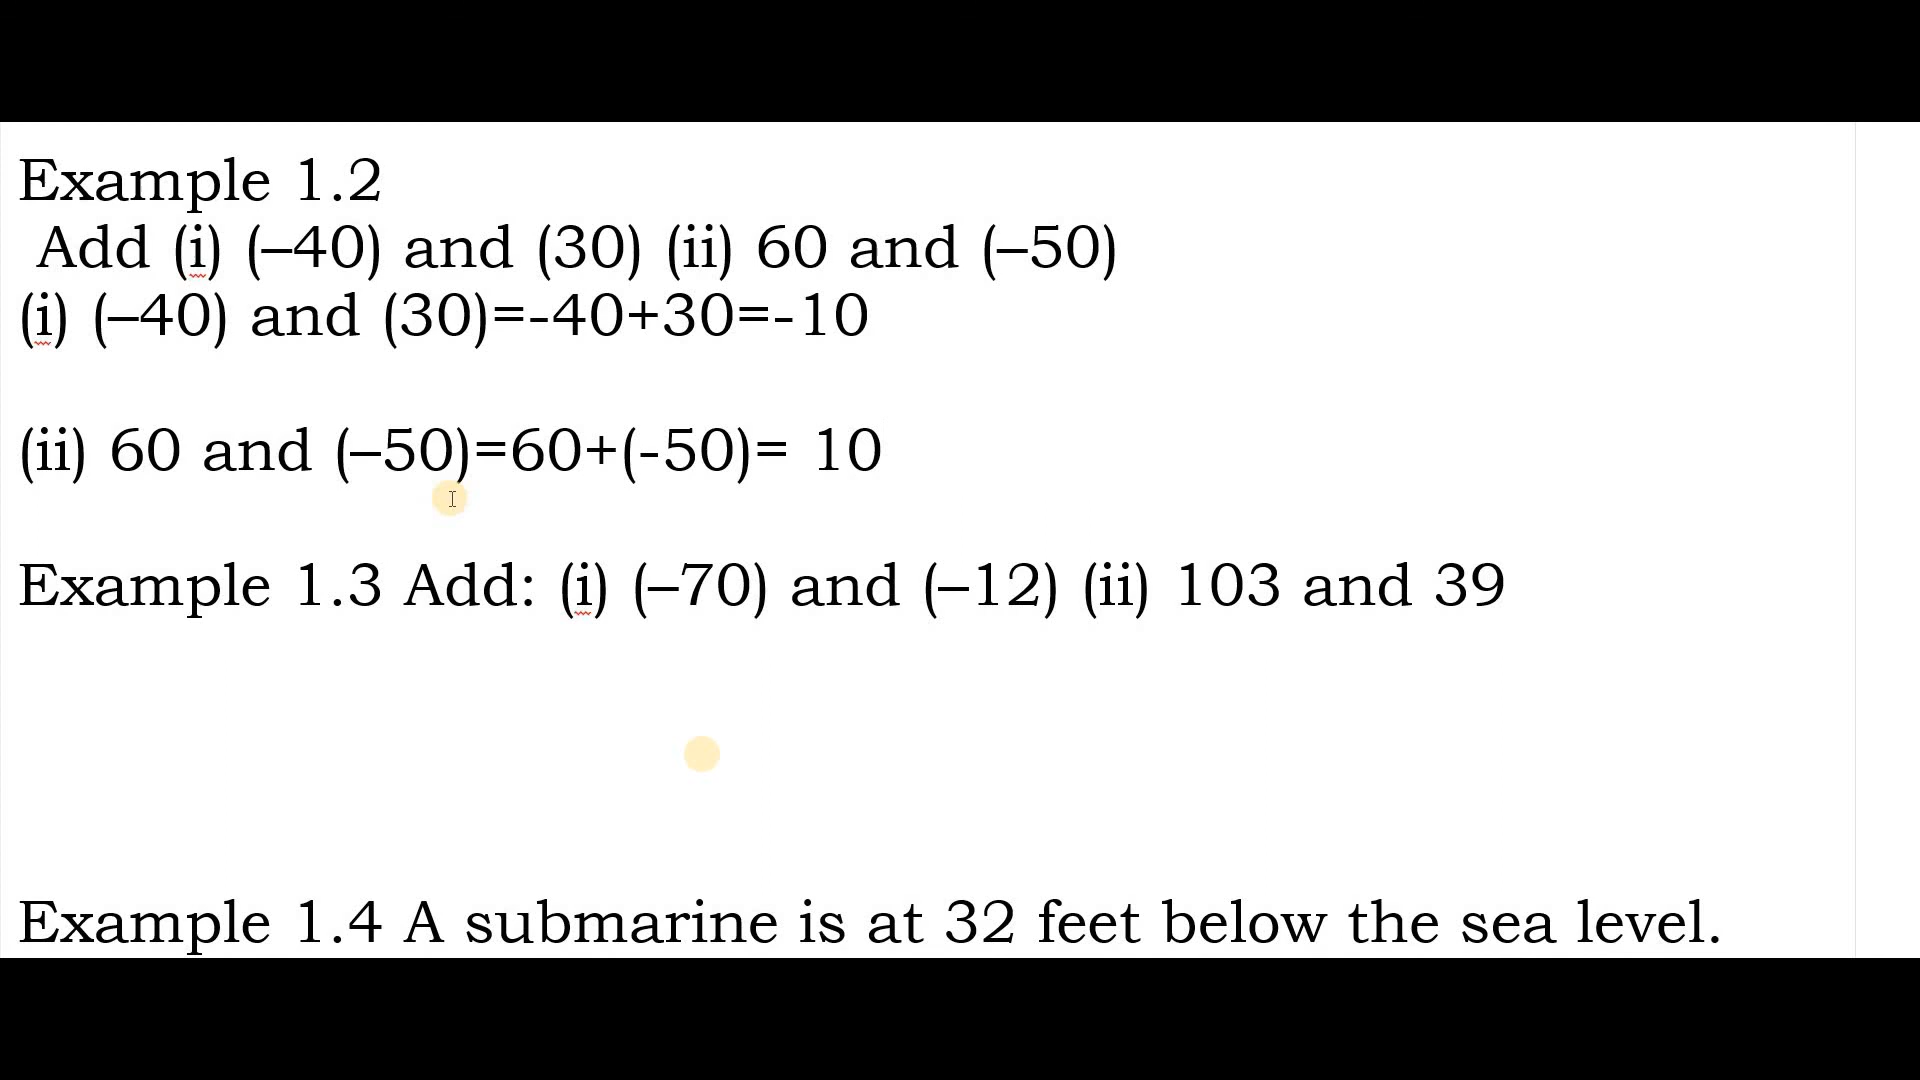 Example 1.2
Add (i) (–40) and (30) (ii) 60 and (–50)
(i) (–40) and (30)=-40+30=-10
(ii) 60 and (–50)=60+(-50)= 10
Example 1.3 Add: (i) (–70) and (–12) (ii) 103 and 39
Example 1.4 A submarine is at 32 feet below the sea level.